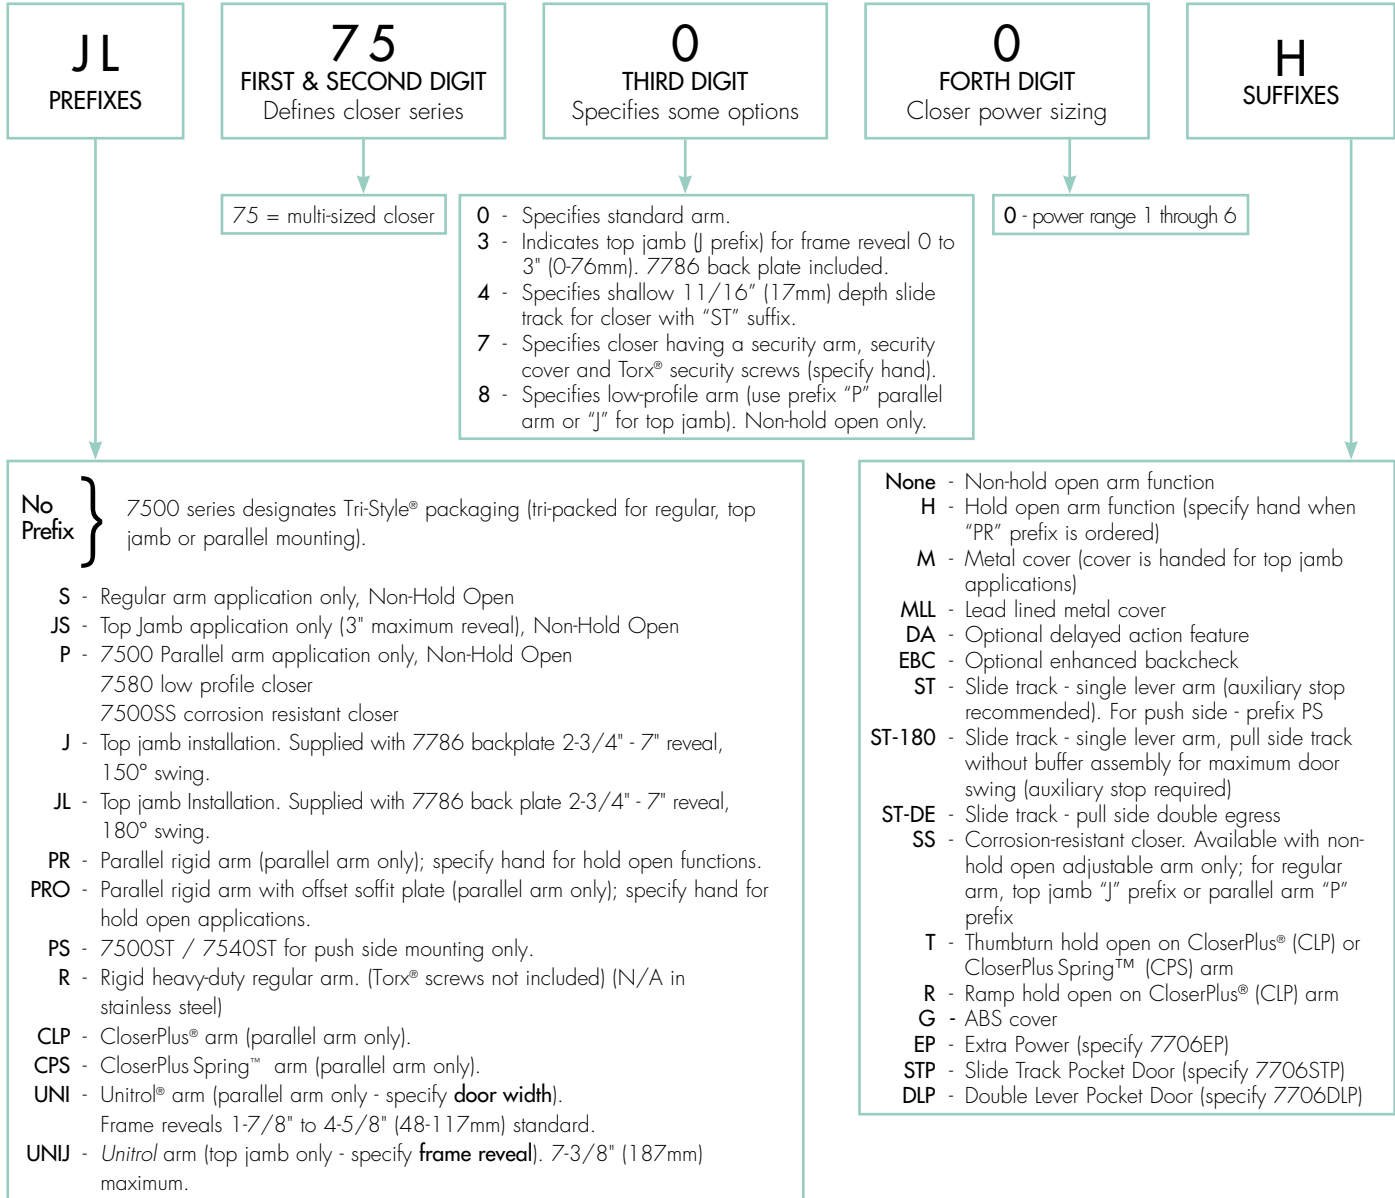 JL
PREFIXES
75
FIRST & SECOND DIGIT
Defines closer series
0
THIRD DIGIT
Specifies some options
0
FORTH DIGIT
Closer power sizing
H
SUFFIXES
75 = multi-sized closer
0 - Specifies standard arm.
3 - Indicates top jamb (J prefix) for frame reveal 0 to
3" (0-76mm). 7786 back plate included.
4 - Specifies shallow 11/16” (17mm) depth slide
track for closer with “ST” suffix.
7 - Specifies closer having a security arm, security
cover and Torx® security screws (specify hand).
8 - Specifies low-profile arm (use prefix “P” parallel
arm or “J” for top jamb). Non-hold open only.
0 - power range 1 through 6
No
Prefix
7500 series designates Tri-Style® packaging (tri-packed for regular, top
jamb or parallel mounting).
S - Regular arm application only, Non-Hold Open
JS - Top Jamb application only (3" maximum reveal), Non-Hold Open
P - 7500 Parallel arm application only, Non-Hold Open
7580 low profile closer
7500SS corrosion resistant closer
J - Top jamb installation. Supplied with 7786 backplate 2-3/4" - 7" reveal,
150º swing.
JL - Top jamb Installation. Supplied with 7786 back plate 2-3/4" - 7" reveal,
180º swing.
PR - Parallel rigid arm (parallel arm only); specify hand for hold open functions.
PRO - Parallel rigid arm with offset soffit plate (parallel arm only); specify hand for
hold open applications.
PS - 7500ST / 7540ST for push side mounting only.
R - Rigid heavy-duty regular arm. (Torx® screws not included) (N/A in
stainless steel)
CLP - CloserPlus® arm (parallel arm only).
CPS - CloserPlus Spring™ arm (parallel arm only).
UNI - Unitrol® arm (parallel arm only - specify door width).
Frame reveals 1-7/8" to 4-5/8" (48-117mm) standard.
UNIJ - Unitrol arm (top jamb only - specify frame reveal). 7-3/8" (187mm)
maximum.
None - Non-hold open arm function
H - Hold open arm function (specify hand when
“PR” prefix is ordered)
M - Metal cover (cover is handed for top jamb
applications)
MLL - Lead lined metal cover
DA - Optional delayed action feature
EBC - Optional enhanced backcheck
ST - Slide track - single lever arm (auxiliary stop
recommended). For push side - prefix PS
ST-180 - Slide track - single lever arm, pull side track
without buffer assembly for maximum door
swing (auxiliary stop required)
ST-DE - Slide track - pull side double egress
SS - Corrosion-resistant closer. Available with non-
hold open adjustable arm only; for regular
arm, top jamb “J” prefix or parallel arm “P”
prefix
T - Thumbturn hold open on CloserPlus® (CLP) or
CloserPlus Spring™ (CPS) arm
R - Ramp hold open on CloserPlus® (CLP) arm
G - ABS cover
EP - Extra Power (specify 7706EP)
STP - Slide Track Pocket Door (specify 7706STP)
DLP - Double Lever Pocket Door (specify 7706DLP)